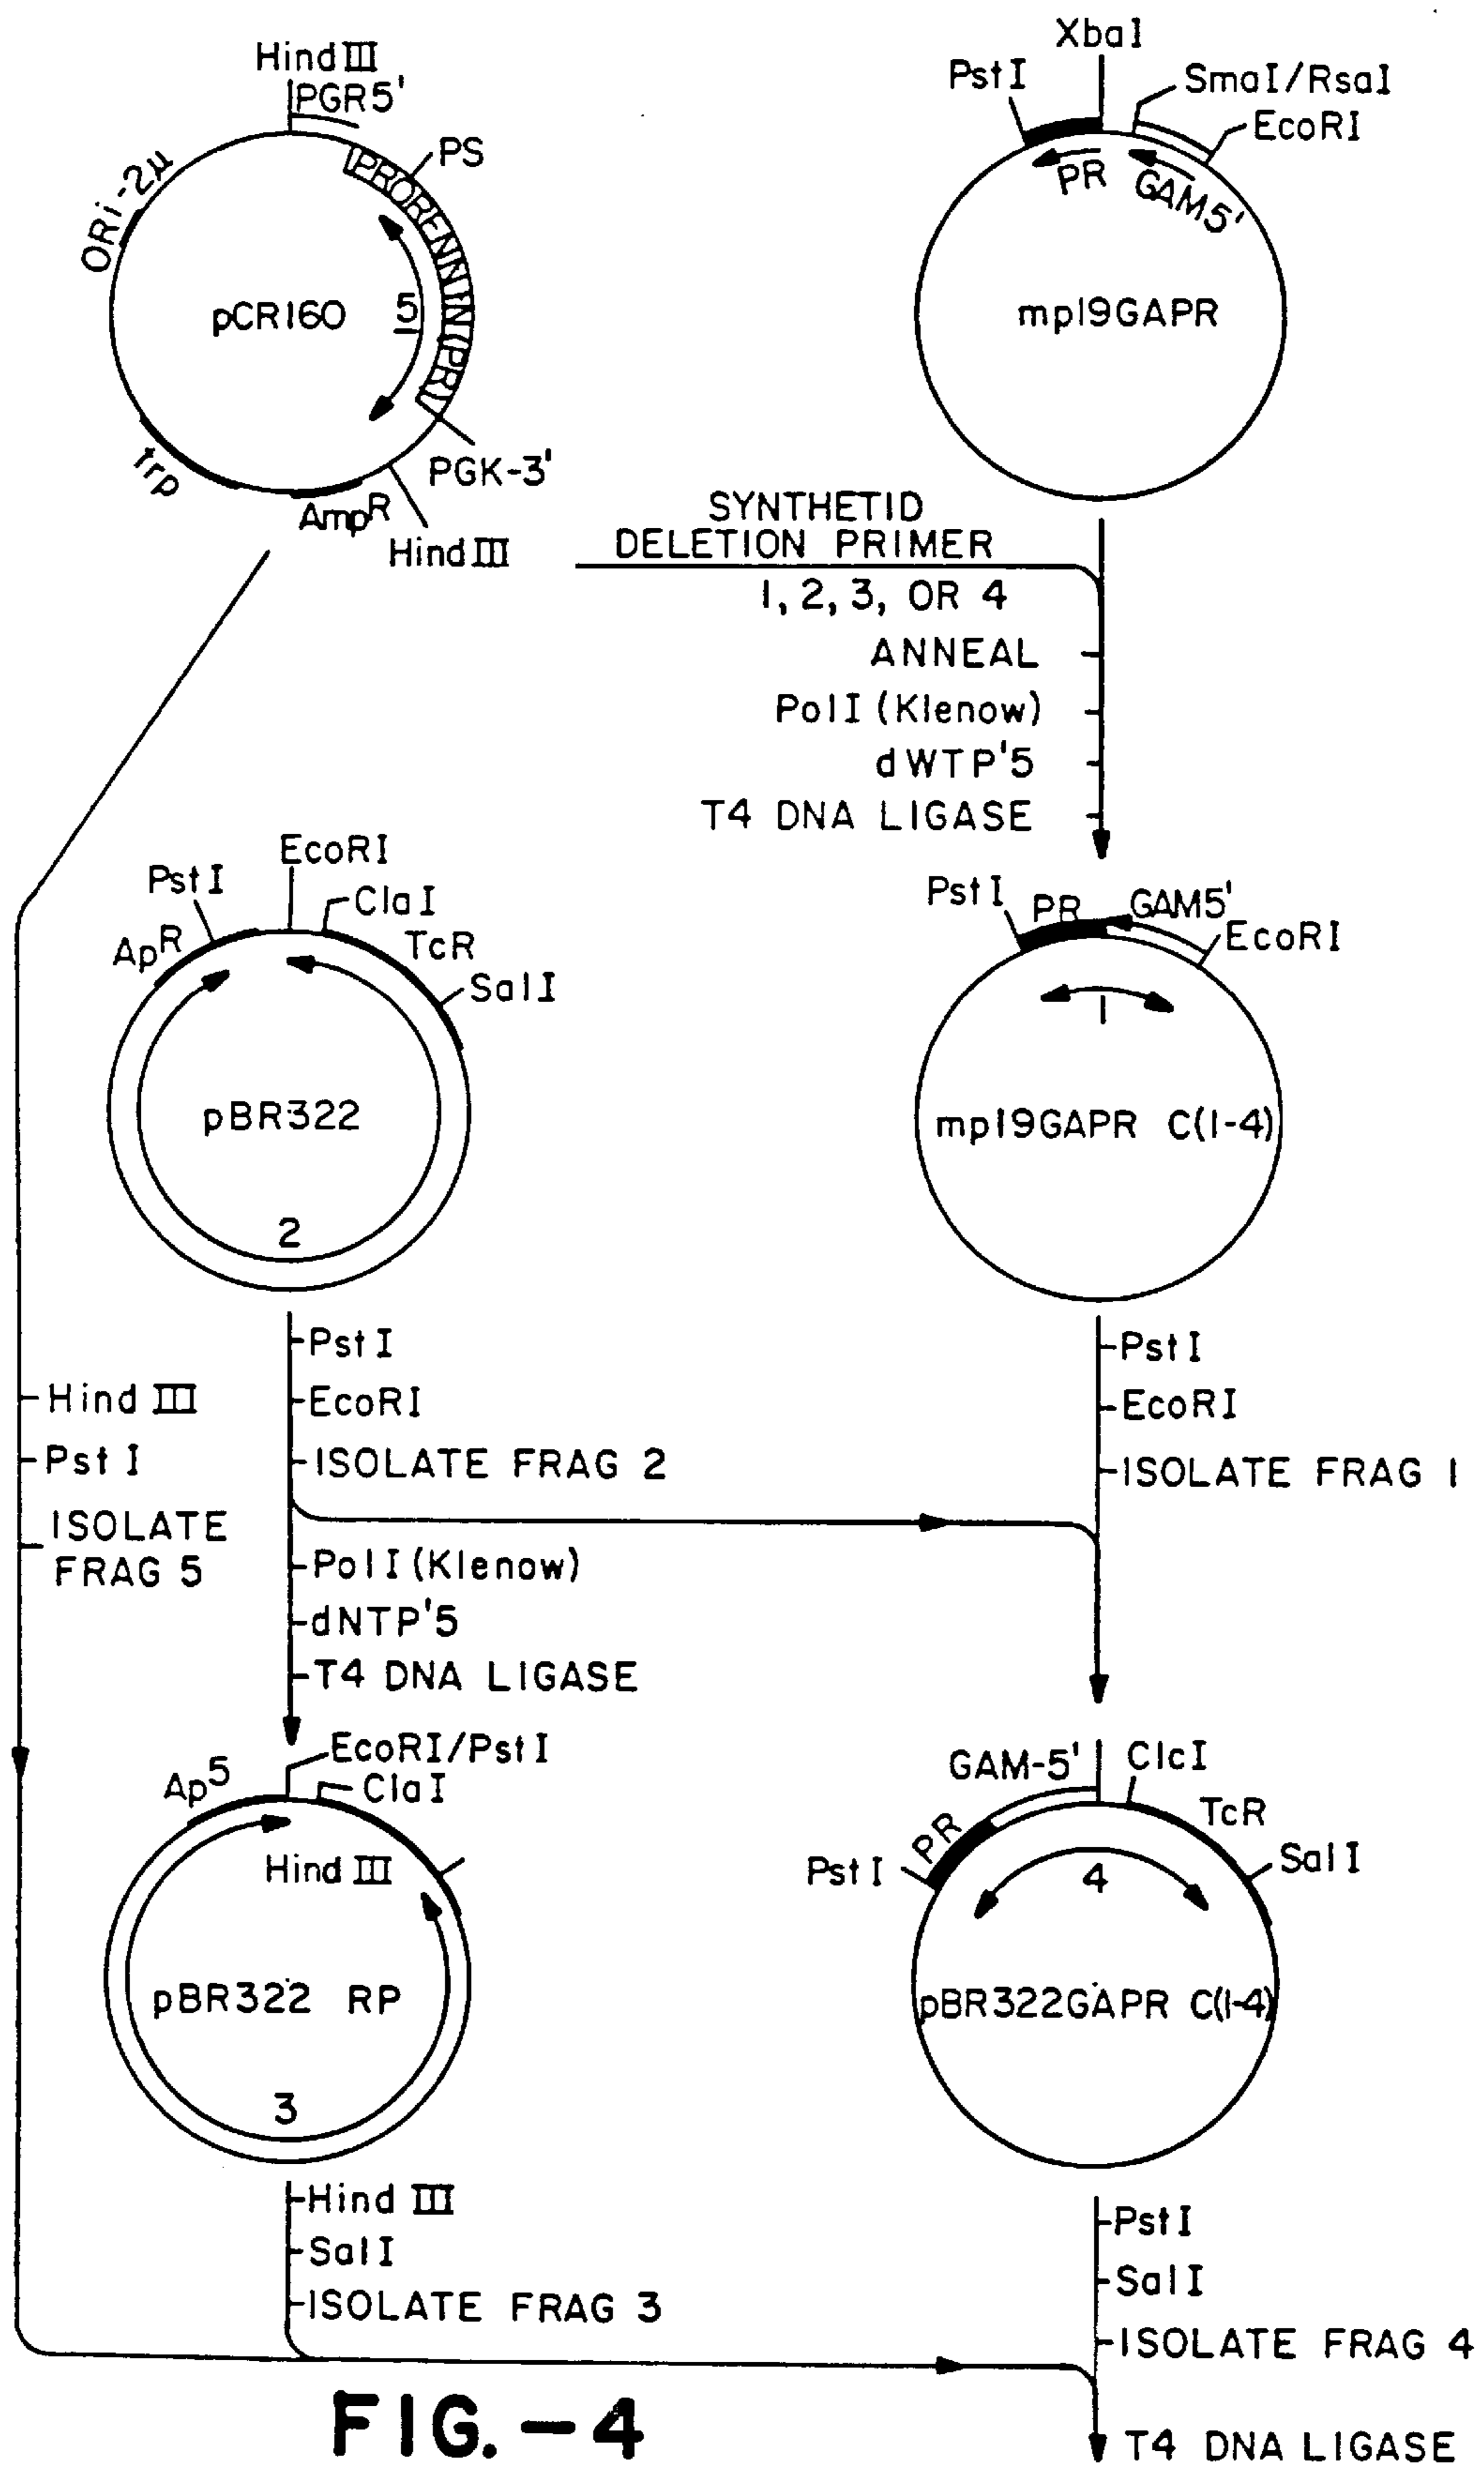 Hind III
PGR5'
PS
PRORENNIN(PR)
ORi-2µ
pCR160
5
trp
AmpR
PGK-3'
Hind III
XbaI
PstI
SmaI/RsaI
EcoRI
PR
GAM5'
mp19GAPR
SYNTHETID
DELETION PRIMER
1, 2, 3, OR 4
ANNEAL
PolI (Klenow)
dWTP'5
T4 DNA LIGASE
EcoRI
PstI
ClaI
ApR
TcR
SalI
pBR322
2
PstI
PR
GAM5'
EcoRI
1
mp19GAPR C(1-4)
Hind III
Pst I
ISOLATE
FRAG 5
PstI
EcoRI
ISOLATE FRAG 2
PolI (Klenow)
dNTP'5
T4 DNA LIGASE
PstI
EcoRI
ISOLATE FRAG 1
EcoRI/PstI
Ap5
ClaI
Hind III
pBR322 RP
3
GAM-5'
ClcI
TcR
PR
PstI
SalI
4
pBR322GAPR C(1-4)
Hind III
SalI
ISOLATE FRAG 3
PstI
SalI
ISOLATE FRAG 4
T4 DNA LIGASE
FIG.-4